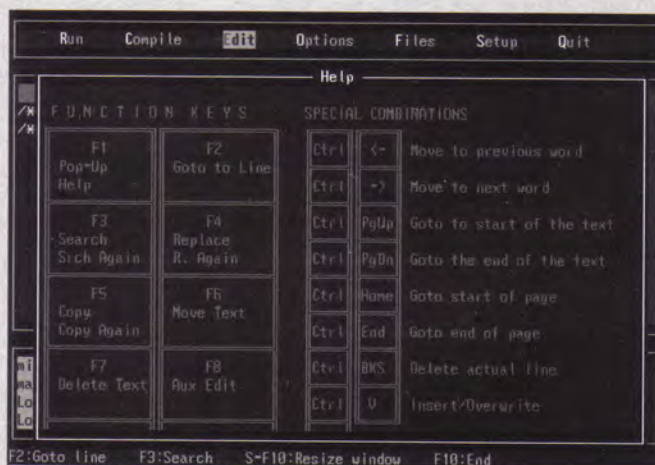 Run Compile Edit Options Files Setup Quit
Help
/*
/*
FUNCTION KEYS
F1
Pop-Up
Help
F2
Goto to Line
F3
Search
Srch Again
F4
Replace
R. Again
F5
Copy
Copy Again
F6
Move Text
F7
Delete Text
F8
Aux Edit
SPECIAL COMBINATIONS
Ctrl <- Move to previous word
Ctrl -> Move to next word
Ctrl PgUp Goto to start of the text
Ctrl PgDn Goto the end of the text
Ctrl Home Goto start of page
Ctrl End Goto end of page
Ctrl BKS Delete actual line
Ctrl V Insert/Overwrite
mi
ma
Lo
Lo
F2:Goto line F3:Search S-F10:Resize window F10:End